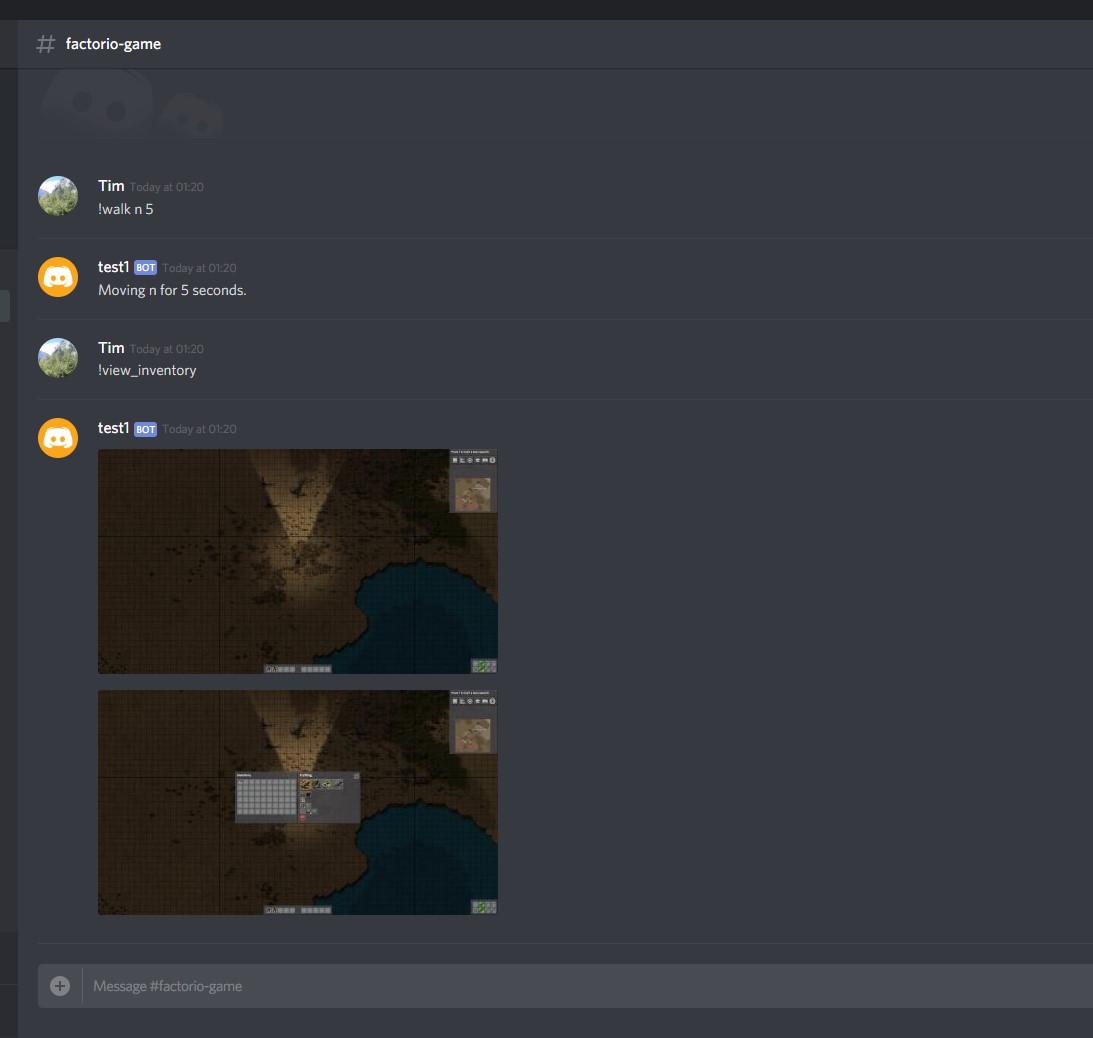 factorio-game
Tim Today at 01:20
!walk n 5
test1 BOT Today at 01:20
Moving n for 5 seconds.
Tim Today at 01:20
!view_inventory
test1 BOT Today at 01:20
Message #factorio-game